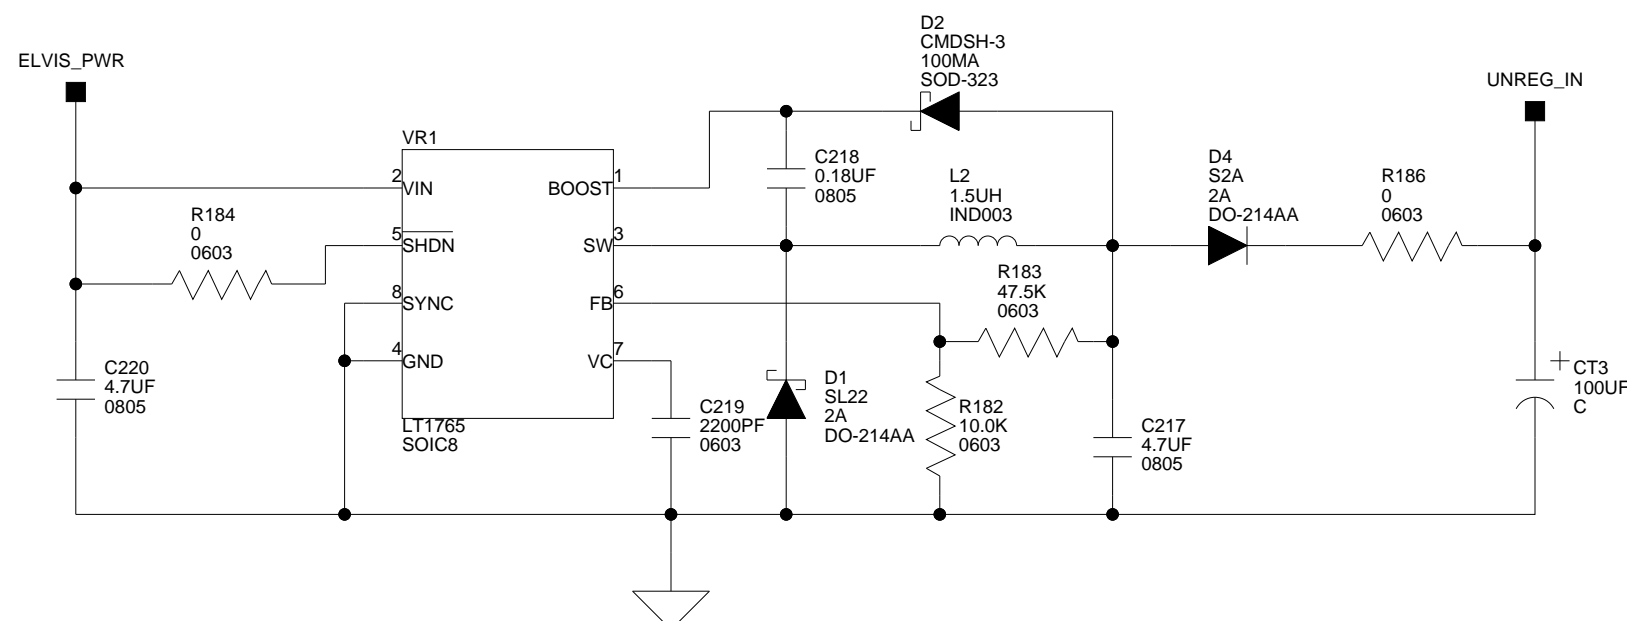 D2
CMDSH-3
100MA
SOD-323
ELVIS_PWR
UNREG_IN
VR1
C218
0.18UF
0805
D4
S2A
2A
DO-214AA
L2
1.5UH
IND003
R186
0
0603
2
VIN
BOOST
1
R184
0
0603
5
SHDN
SW
3
R183
47.5K
0603
8
SYNC
FB
6
4
GND
VC
7
C220
4.7UF
0805
D1
SL22
2A
DO-214AA
+
CT3
100UF
C
C219
2200PF
0603
R182
10.0K
0603
LT1765
SOIC8
C217
4.7UF
0805